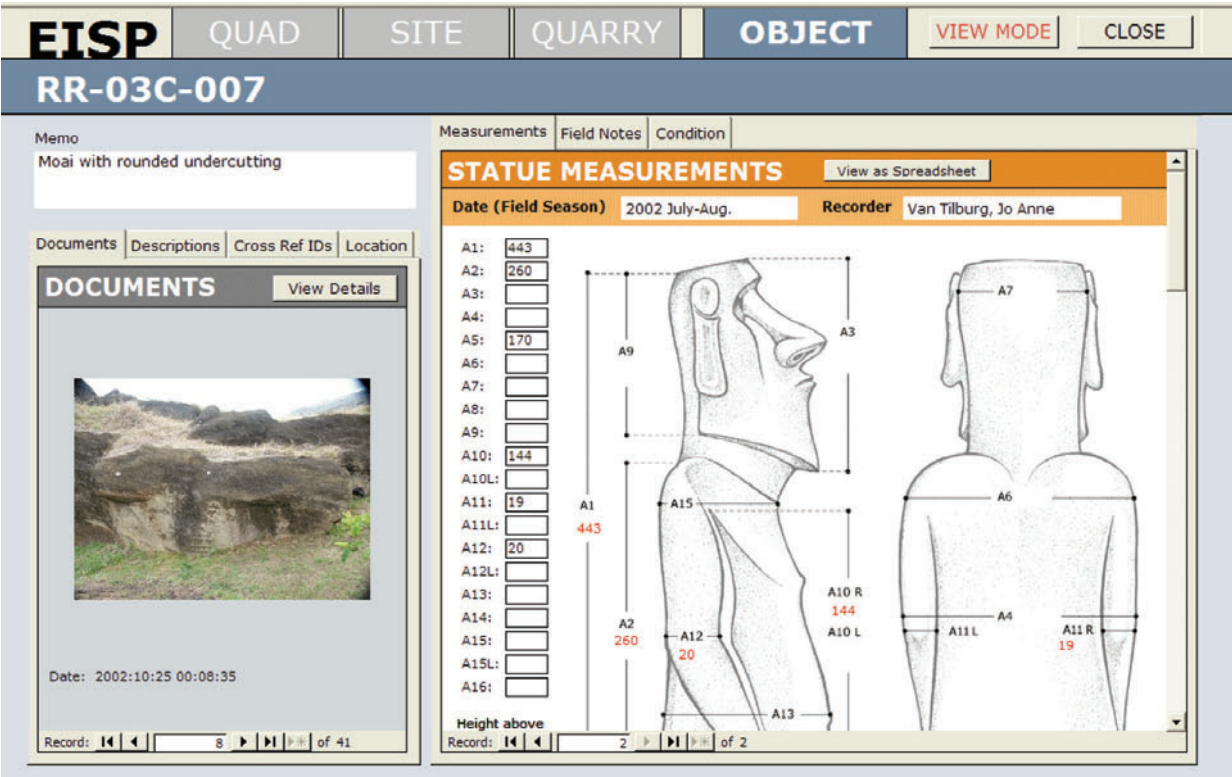 EISP QUAD SITE QUARRY OBJECT VIEW MODE CLOSE
RR-03C-007
Memo
Moai with rounded undercutting
Documents Descriptions Cross Ref IDs Location
DOCUMENTS View Details
Date: 2002:10:25 00:08:35
Record: 8 of 41
Measurements Field Notes Condition
STATUE MEASUREMENTS View as Spreadsheet
Date (Field Season) 2002 July-Aug. Recorder Van Tilburg, Jo Anne
A1: 443
A2: 260
A3:
A4:
A5: 170
A6:
A7:
A8:
A9:
A10: 144
A10L:
A11: 19
A11L:
A12: 20
A12L:
A13:
A14:
A15:
A15L:
A16:
Height above
A7
A3
A9
A15
A6
A1
443
A10 R
144
A10 L
A2
260
A12
20
A4
A11 L
A11 R
19
A13
Record: 2 of 2